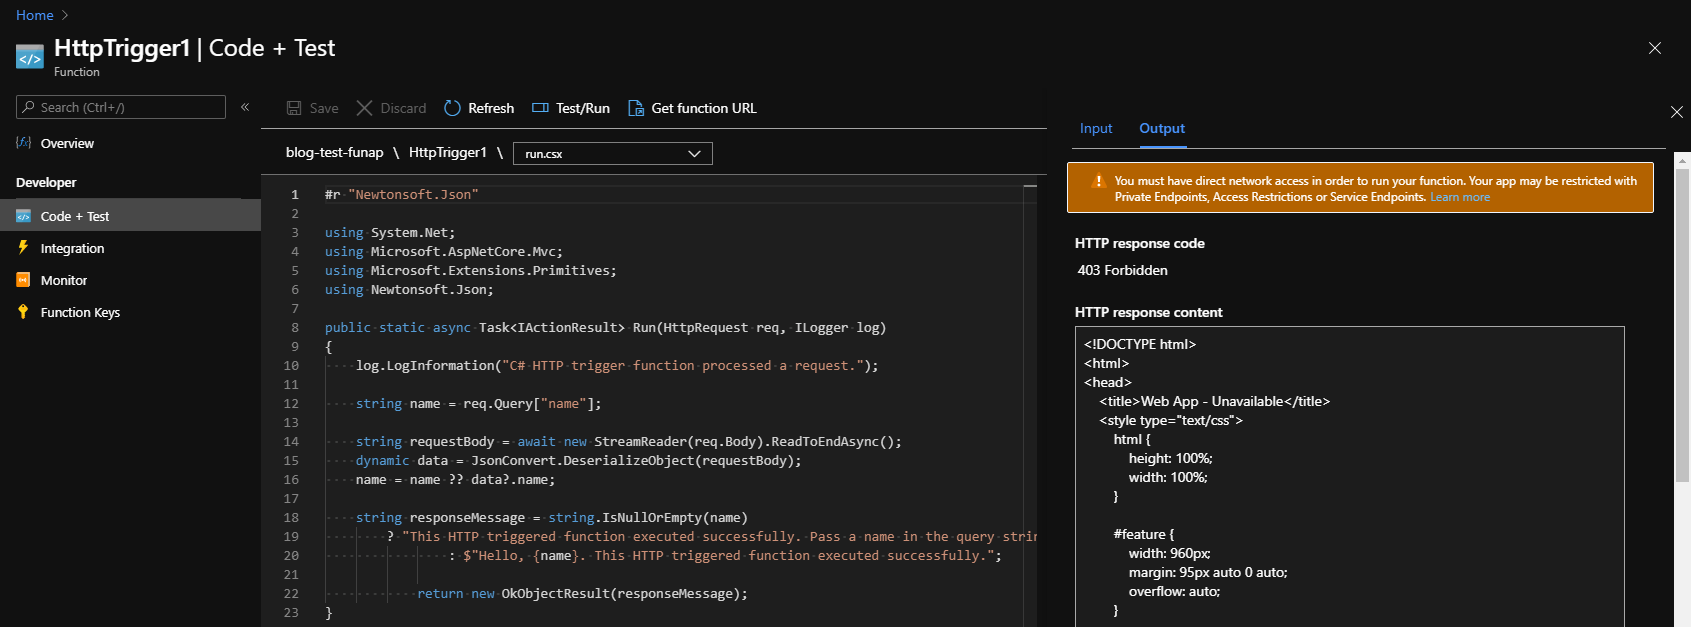 Home >
HttpTrigger1 | Code + Test
Function
Search (Ctrl+/)
«
Overview
Developer
Code + Test
Integration
Monitor
Function Keys
Save Discard Refresh Test/Run Get function URL
blog-test-funap \ HttpTrigger1 \ run.csx
1 #r "Newtonsoft.Json"
2
3 using System.Net;
4 using Microsoft.AspNetCore.Mvc;
5 using Microsoft.Extensions.Primitives;
6 using Newtonsoft.Json;
7
8 public static async Task<IActionResult> Run(HttpRequest req, ILogger log)
9 {
10 log.LogInformation("C# HTTP trigger function processed a request.");
11
12 string name = req.Query["name"];
13
14 string requestBody = await new StreamReader(req.Body).ReadToEndAsync();
15 dynamic data = JsonConvert.DeserializeObject(requestBody);
16 name = name ?? data?.name;
17
18 string responseMessage = string.IsNullOrEmpty(name)
19 ? "This HTTP triggered function executed successfully. Pass a name in the query strin
20 : $"Hello, {name}. This HTTP triggered function executed successfully.";
21
22 return new OkObjectResult(responseMessage);
23 }
Input Output
You must have direct network access in order to run your function. Your app may be restricted with
Private Endpoints, Access Restrictions or Service Endpoints. Learn more
HTTP response code
403 Forbidden
HTTP response content
<!DOCTYPE html>
<html>
<head>
<title>Web App - Unavailable</title>
<style type="text/css">
html {
height: 100%;
width: 100%;
}
#feature {
width: 960px;
margin: 95px auto 0 auto;
overflow: auto;
}